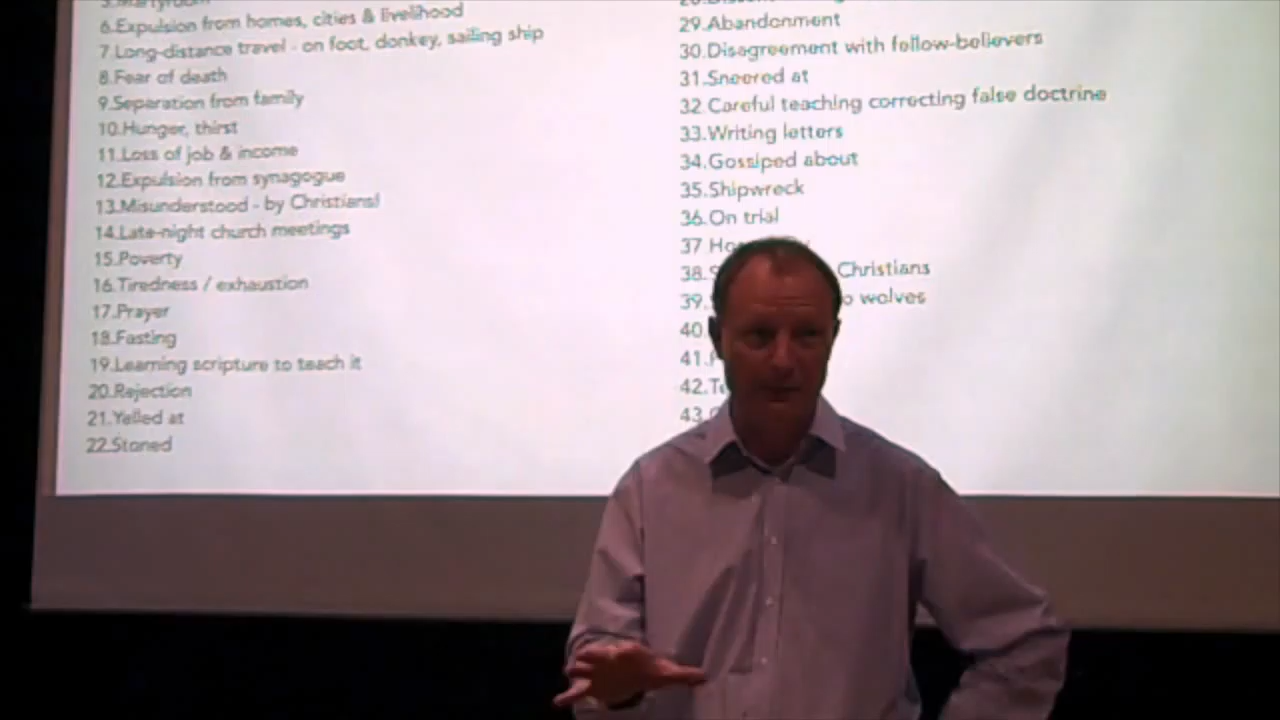 5.Martyrdom
6.Expulsion from homes, cities & livelihood
7.Long-distance travel - on foot, donkey, sailing ship
8.Fear of death
9.Separation from family
10.Hunger, thirst
11.Loss of job & income
12.Expulsion from synagogue
13.Misunderstood - by Christians!
14.Late-night church meetings
15.Poverty
16.Tiredness / exhaustion
17.Prayer
18.Fasting
19.Learning scripture to teach it
20.Rejection
21.Yelled at
22.Stoned
29.Abandonment
30.Disagreement with fellow-believers
31.Sneered at
32.Careful teaching correcting false doctrine
33.Writing letters
34.Gossiped about
35.Shipwreck
36.On trial
37
38. Christians
39. wolves
40
41.
42.
43